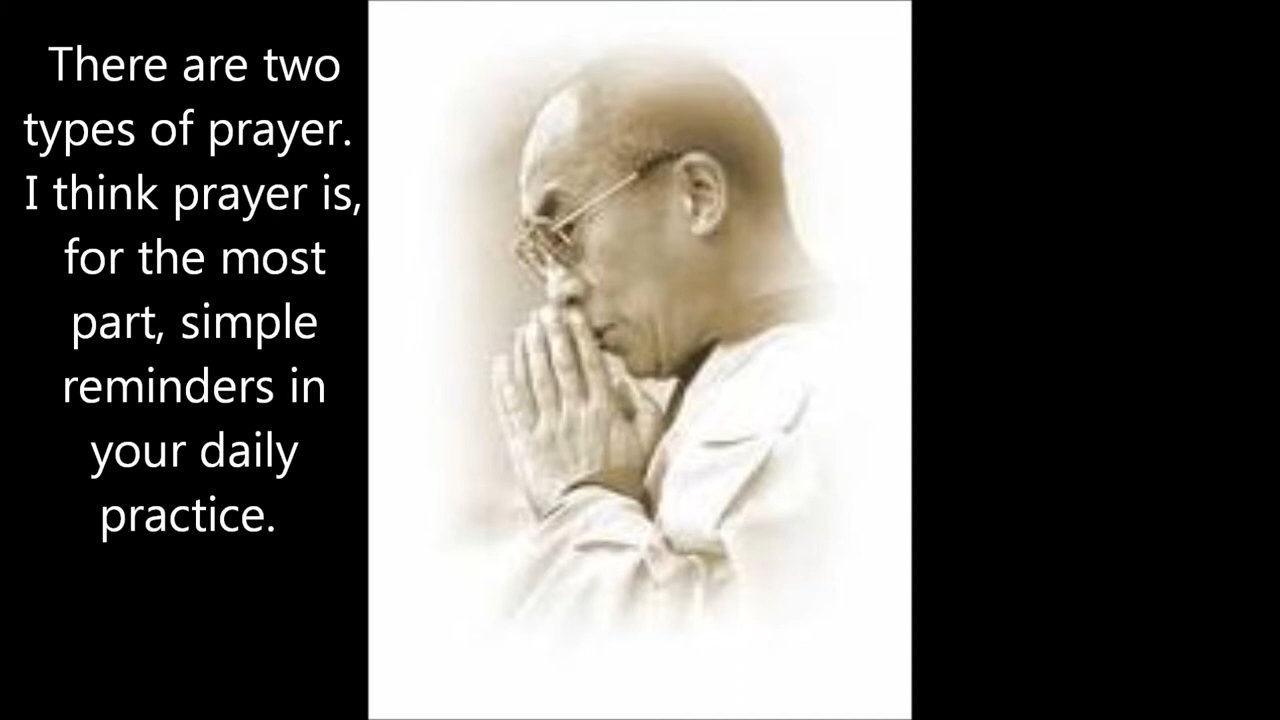 There are two
types of prayer.
I think prayer is,
for the most
part, simple
reminders in
your daily
practice.